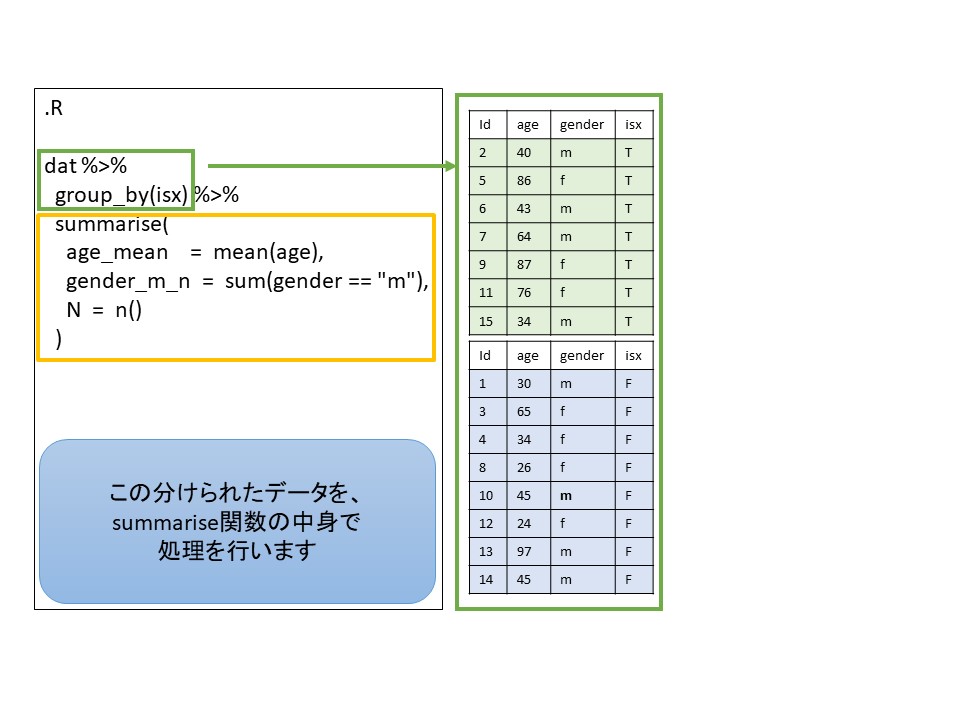 .R
dat %>%
group_by(isx) %>%
summarise(
age_mean = mean(age),
gender_m_n = sum(gender == "m"),
N = n()
)
この分けられたデータを、
summarise関数の中身で
処理を行います
Id age gender isx
2 40 m T
5 86 f T
6 43 m T
7 64 m T
9 87 f T
11 76 f T
15 34 m T
Id age gender isx
1 30 m F
3 65 f F
4 34 f F
8 26 f F
10 45 m F
12 24 f F
13 97 m F
14 45 m F